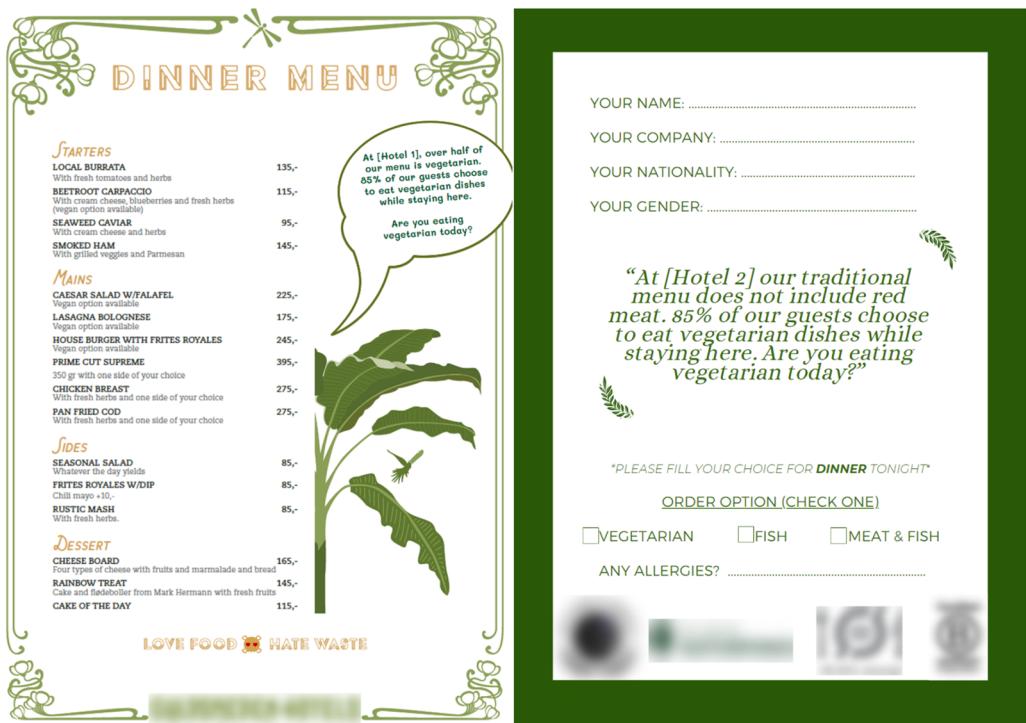 DINNER MENU
STARTERS
LOCAL BURRATA 135,-
With fresh tomatoes and herbs
BEETROOT CARPACCIO 115,-
With cream cheese, blueberries and fresh herbs
(vegan option available)
SEAWEED CAVIAR 95,-
With cream cheese and herbs
SMOKED HAM 145,-
With grilled veggies and Parmesan
MAINS
CAESAR SALAD W/FALAFEL 225,-
Vegan option available
LASAGNA BOLOGNESE 175,-
Vegan option available
HOUSE BURGER WITH FRITES ROYALES 245,-
Vegan option available
PRIME CUT SUPREME 395,-
350 gr with one side of your choice
CHICKEN BREAST 275,-
With fresh herbs and one side of your choice
PAN FRIED COD 275,-
With fresh herbs and one side of your choice
SIDES
SEASONAL SALAD 85,-
Whatever the day yields
FRITES ROYALES W/DIP 85,-
Chili mayo +10,-
RUSTIC MASH 85,-
With fresh herbs.
DESSERT
CHEESE BOARD 165,-
Four types of cheese with fruits and marmalade and bread
RAINBOW TREAT 145,-
Cake and flødeboller from Mark Hermann with fresh fruits
CAKE OF THE DAY 115,-
LOVE FOOD HATE WASTE
At [Hotel 1], over half of
our menu is vegetarian.
85% of our guests choose
to eat vegetarian dishes
while staying here.
Are you eating
vegetarian today?
YOUR NAME: ................................................
YOUR COMPANY: ................................................
YOUR NATIONALITY: ................................................
YOUR GENDER: ................................................
“At [Hotel 2] our traditional
menu does not include red
meat. 85% of our guests choose
to eat vegetarian dishes while
staying here. Are you eating
vegetarian today?”
*PLEASE FILL YOUR CHOICE FOR DINNER TONIGHT*
ORDER OPTION (CHECK ONE)
VEGETARIAN FISH MEAT & FISH
ANY ALLERGIES? ................................................